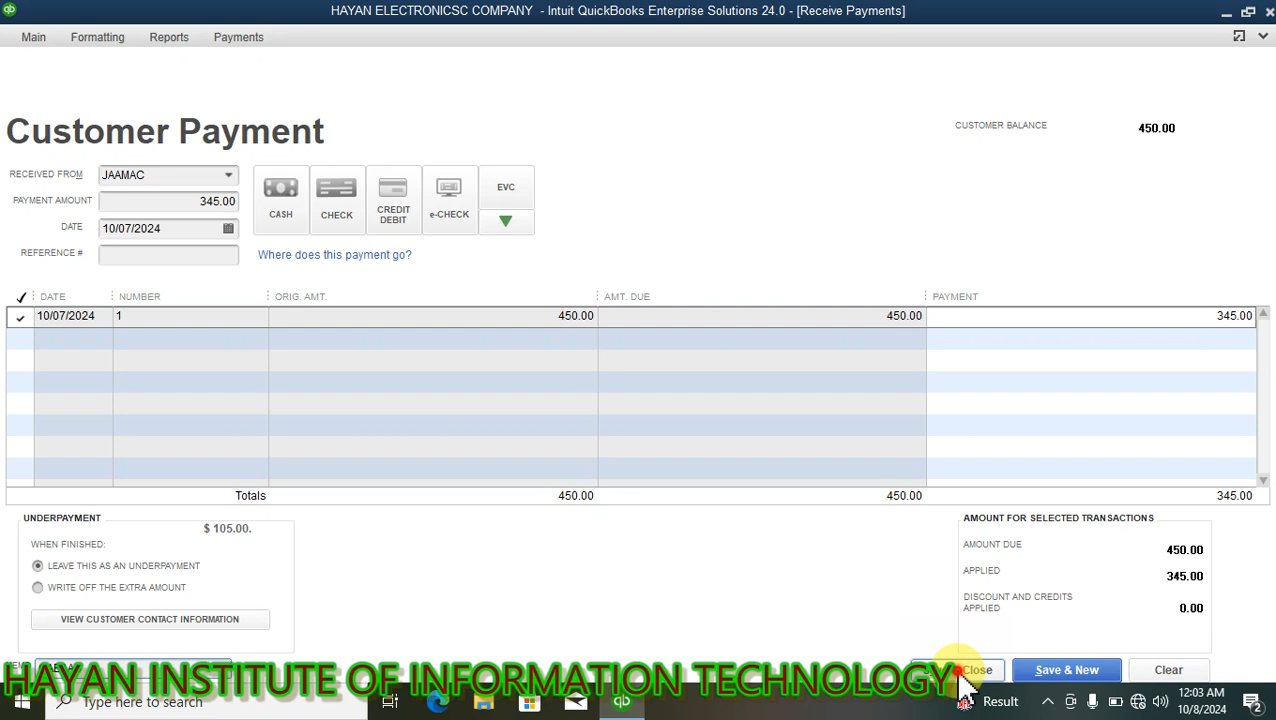 HAYAN ELECTRONICSC COMPANY - Intuit QuickBooks Enterprise Solutions 24.0 - [Receive Payments]
Main Formatting Reports Payments
Customer Payment
CUSTOMER BALANCE 450.00
RECEIVED FROM JAAMAC
PAYMENT AMOUNT 345.00
DATE 10/07/2024
REFERENCE #
CASH CHECK CREDIT DEBIT e-CHECK EVC
Where does this payment go?
DATE NUMBER ORIG. AMT. AMT. DUE PAYMENT
10/07/2024 1 450.00 450.00 345.00
Totals 450.00 450.00 345.00
UNDERPAYMENT $ 105.00.
WHEN FINISHED:
LEAVE THIS AS AN UNDERPAYMENT
WRITE OFF THE EXTRA AMOUNT
VIEW CUSTOMER CONTACT INFORMATION
AMOUNT FOR SELECTED TRANSACTIONS
AMOUNT DUE 450.00
APPLIED 345.00
DISCOUNT AND CREDITS
APPLIED 0.00
Close Save & New Clear
HAYAN INSTITUTE OF INFORMATION TECHNOLOGY
Type here to search
Result
12:03 AM
10/8/2024
2